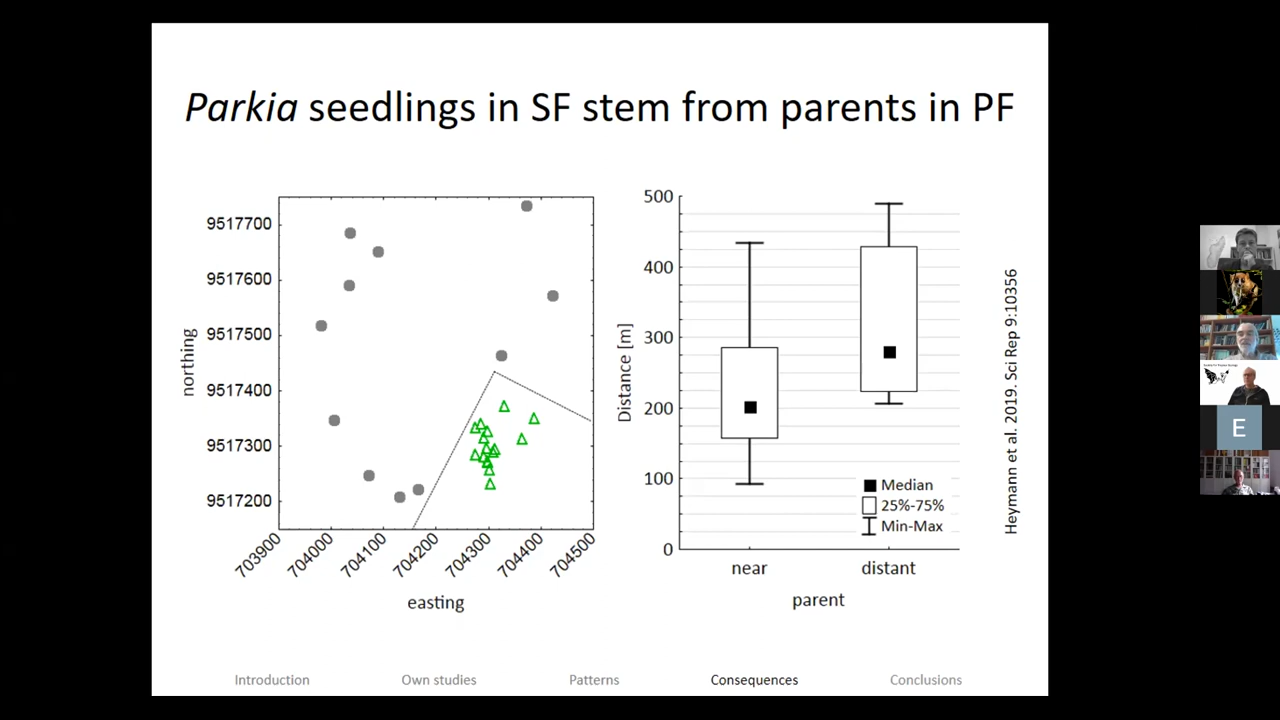 Parkia seedlings in SF stem from parents in PF
9517700
9517600
9517500
9517400
9517300
9517200
northing
703900
704000
704100
704200
704300
704400
704500
easting
500
400
300
200
100
0
Distance [m]
Median
25%-75%
Min-Max
near
distant
parent
Heymann et al. 2019. Sci Rep 9:10356
Introduction
Own studies
Patterns
Consequences
Conclusions
E